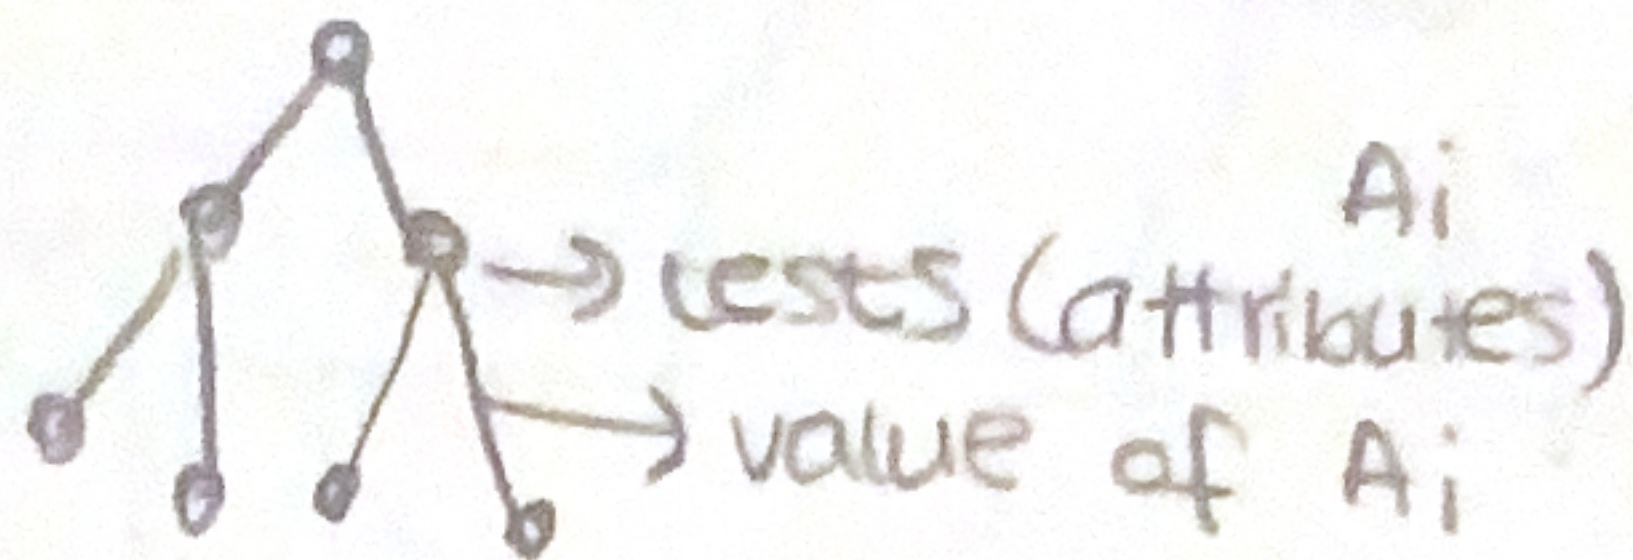 Ai
→ tests (attributes)
→ value of Ai